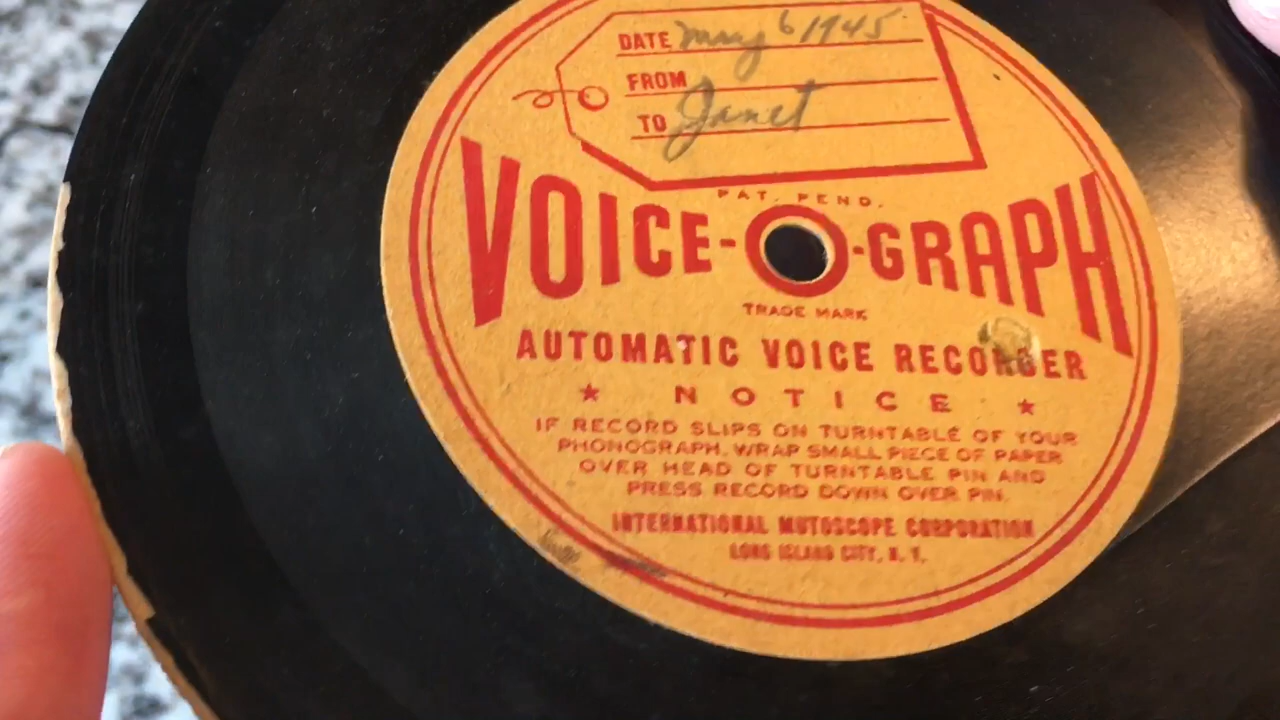 DATE May 6 1945
FROM
TO Janet
PAT. PEND.
VOICE-O-GRAPH
TRADE MARK
AUTOMATIC VOICE RECORDER
★ NOTICE ★
IF RECORD SLIPS ON TURNTABLE OF YOUR
PHONOGRAPH, WRAP SMALL PIECE OF PAPER
OVER HEAD OF TURNTABLE PIN AND
PRESS RECORD DOWN OVER PIN.
INTERNATIONAL MUTOSCOPE CORPORATION
LONG ISLAND CITY, N. Y.